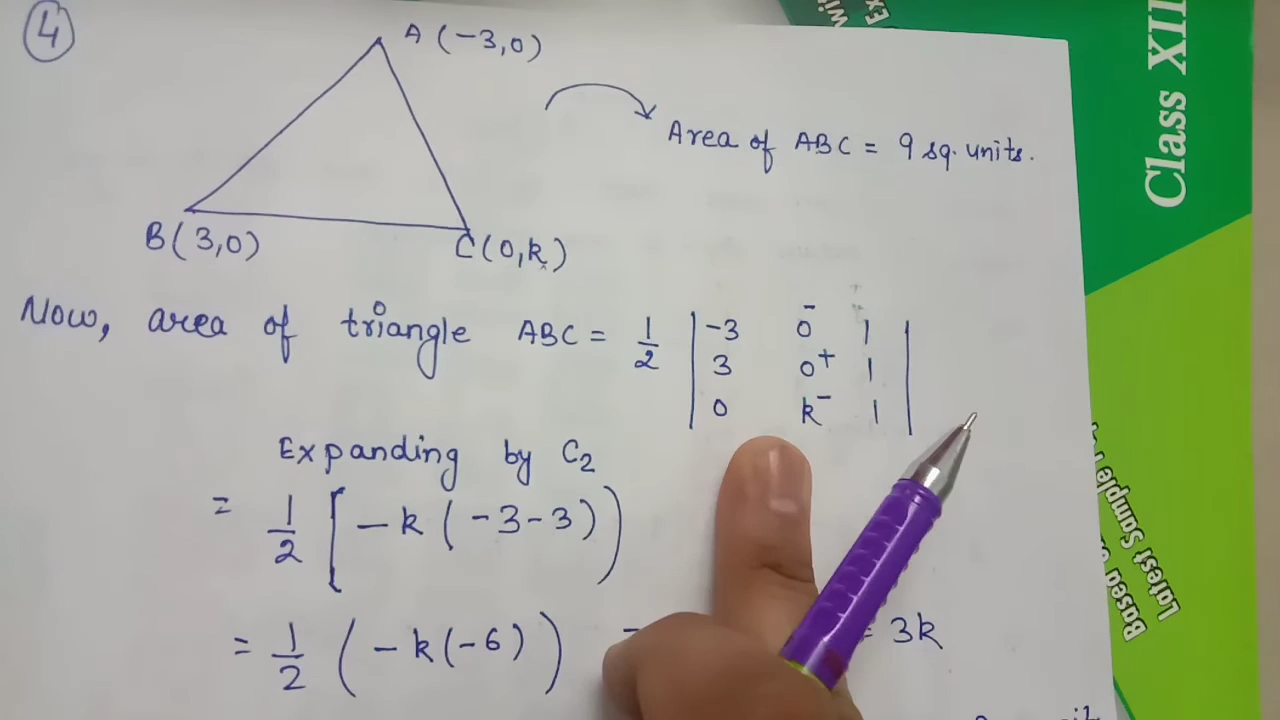 4
A (-3,0)
Area of ABC = 9 sq. units.
B(3,0)
C(0,k)
Now, area of triangle ABC = 1/2 | -3 0⁻ 1
3 0⁺ 1
0 k⁻ 1 |
Expanding by C₂
= 1/2 [ -k ( -3-3 ) )
= 1/2 ( -k(-6) ) = 3k
Class XII
Based
Latest Sample
Ex
wi